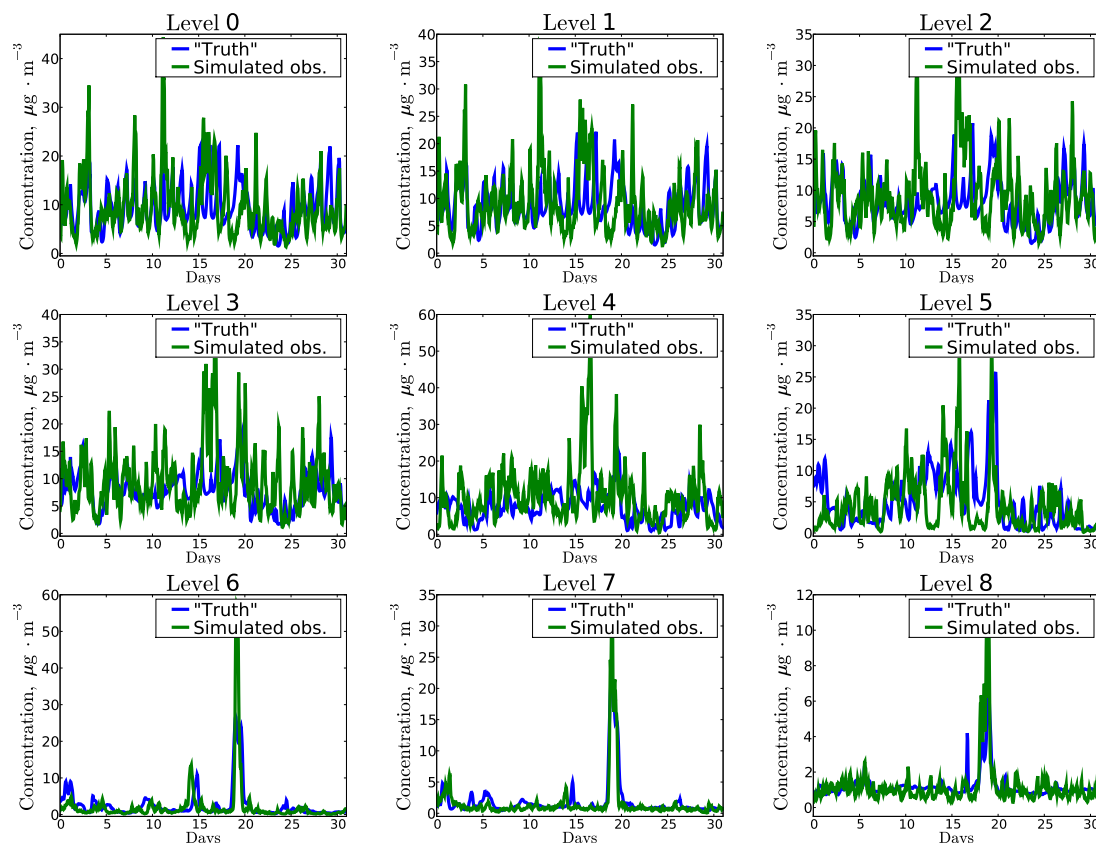 Level 0
Concentration, μg · m⁻³
45
40
30
20
10
0
"Truth"
Simulated obs.
0 5 10 15 20 25 30
Days
Level 1
Concentration, μg · m⁻³
40
35
30
25
20
15
10
5
0
"Truth"
Simulated obs.
0 5 10 15 20 25 30
Days
Level 2
Concentration, μg · m⁻³
35
30
25
20
15
10
5
0
"Truth"
Simulated obs.
0 5 10 15 20 25 30
Days
Level 3
Concentration, μg · m⁻³
40
35
30
25
20
15
10
5
0
"Truth"
Simulated obs.
0 5 10 15 20 25 30
Days
Level 4
Concentration, μg · m⁻³
60
50
40
30
20
10
0
"Truth"
Simulated obs.
0 5 10 15 20 25 30
Days
Level 5
Concentration, μg · m⁻³
35
30
25
20
15
10
5
0
"Truth"
Simulated obs.
0 5 10 15 20 25 30
Days
Level 6
Concentration, μg · m⁻³
60
50
40
30
20
10
0
"Truth"
Simulated obs.
0 5 10 15 20 25 30
Days
Level 7
Concentration, μg · m⁻³
35
30
25
20
15
10
5
0
"Truth"
Simulated obs.
0 5 10 15 20 25 30
Days
Level 8
Concentration, μg · m⁻³
12
10
8
6
4
2
0
"Truth"
Simulated obs.
0 5 10 15 20 25 30
Days